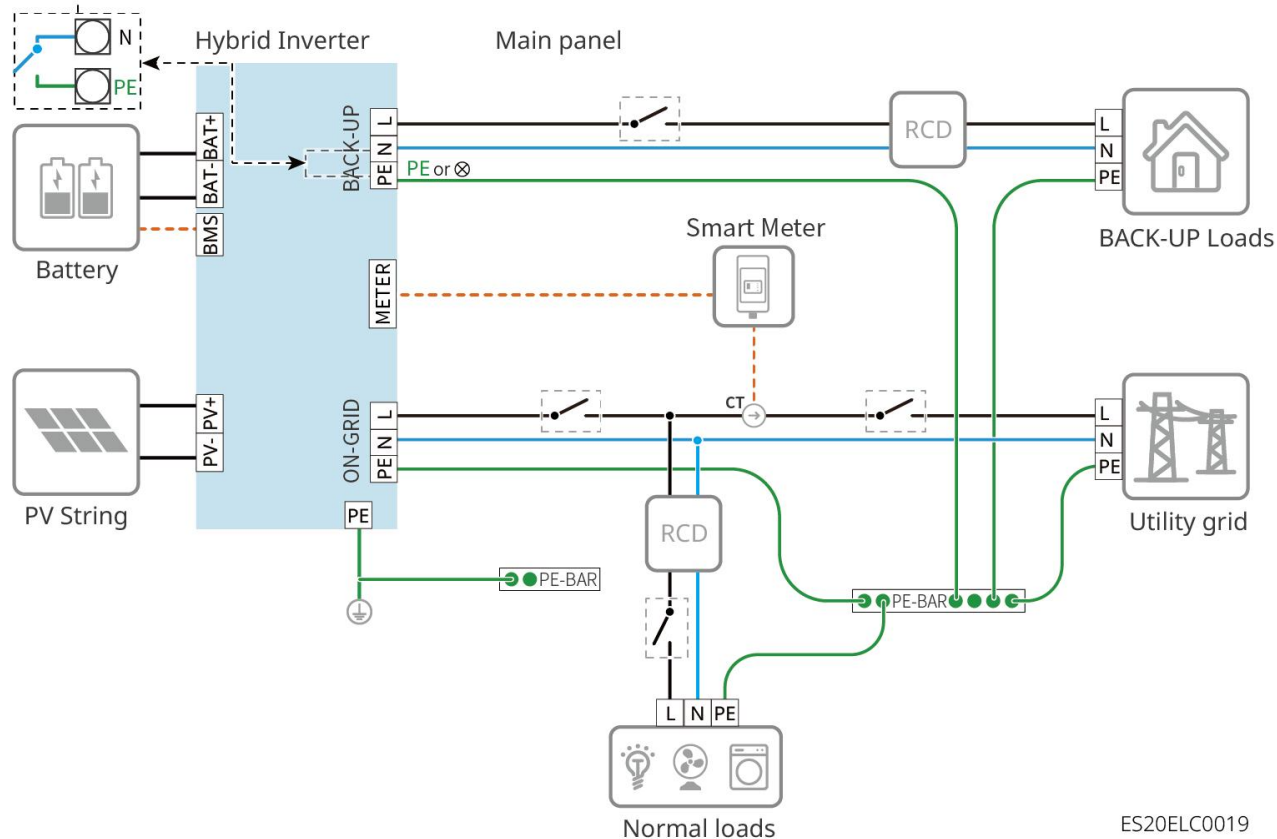 N
PE
Hybrid Inverter
Main panel
BAT+
BAT-
BMS
Battery
BACK-UP
L
N
PE
PE or ⊗
RCD
L
N
PE
BACK-UP Loads
Smart Meter
METER
PV+
PV-
PV String
ON-GRID
L
N
PE
CT
L
N
PE
Utility grid
PE
RCD
PE-BAR
PE-BAR
L N PE
Normal loads
ES20ELC0019